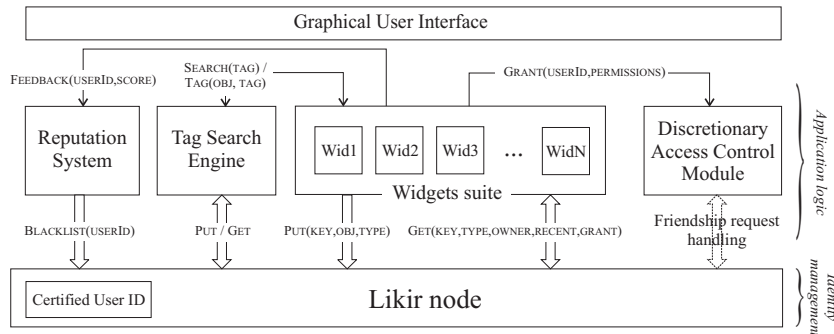 Graphical User Interface
FEEDBACK(USERID,SCORE)
SEARCH(TAG) /
TAG(OBJ, TAG)
GRANT(USERID,PERMISSIONS)
Reputation
System
Tag Search
Engine
Wid1
Wid2
Wid3
...
WidN
Widgets suite
Discretionary
Access Control
Module
Application logic
BLACKLIST(USERID)
PUT / GET
PUT(KEY,OBJ,TYPE)
GET(KEY,TYPE,OWNER,RECENT,GRANT)
Friendship request
handling
Certified User ID
Likir node
Identity
management